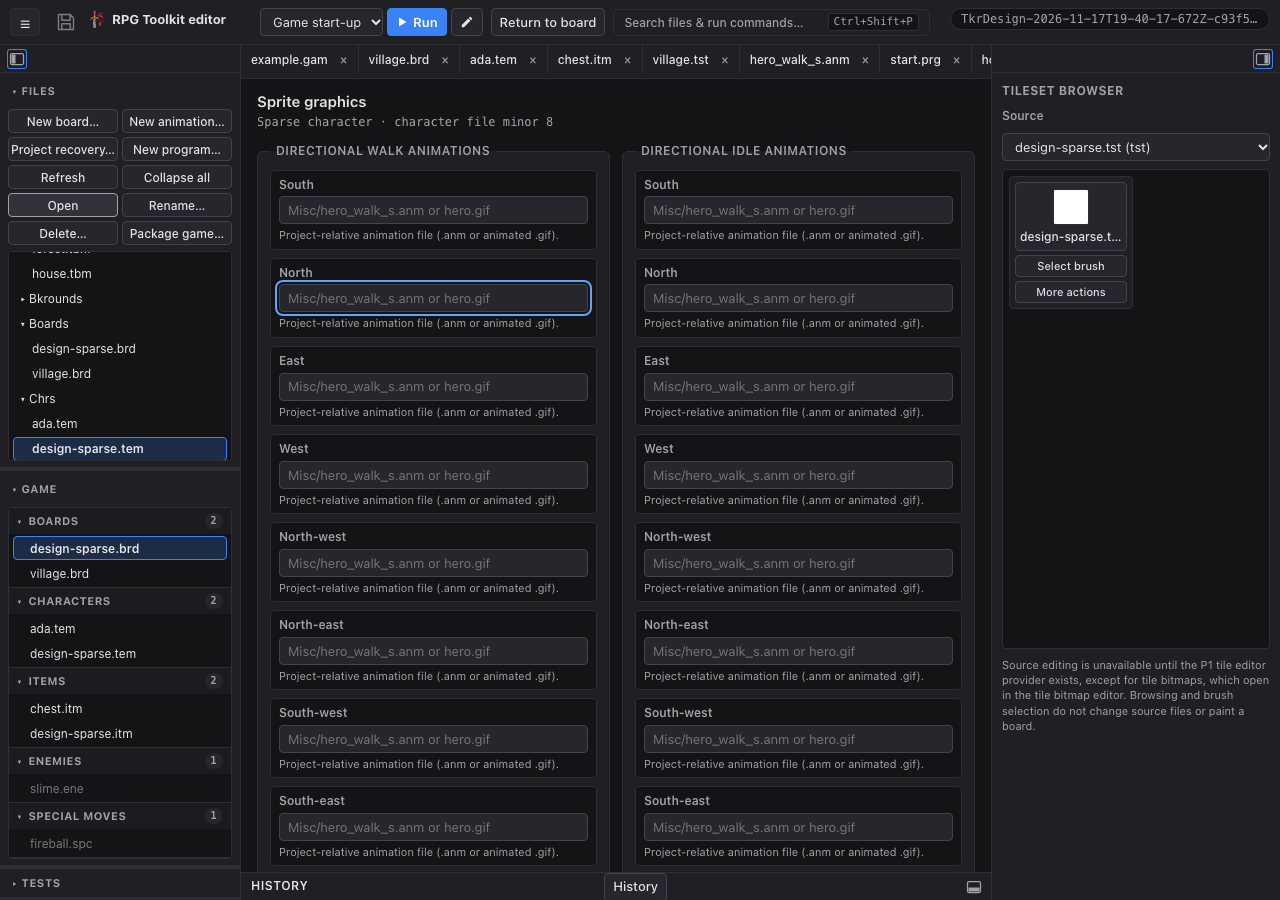 RPG Toolkit editor
Game start-up
Run
Return to board
Search files & run commands...
Ctrl+Shift+P
TkrDesign-2026-11-17T19-40-17-672Z-c93f5…
FILES
New board...
New animation...
Project recovery...
New program...
Refresh
Collapse all
Open
Rename...
Delete...
Package game...
house.tbm
Bkrounds
Boards
design-sparse.brd
village.brd
Chrs
ada.tem
design-sparse.tem
GAME
BOARDS 2
design-sparse.brd
village.brd
CHARACTERS 2
ada.tem
design-sparse.tem
ITEMS 2
chest.itm
design-sparse.itm
ENEMIES 1
slime.ene
SPECIAL MOVES 1
fireball.spc
TESTS
example.gam ×
village.brd ×
ada.tem ×
chest.itm ×
village.tst ×
hero_walk_s.anm ×
start.prg ×
Sprite graphics
Sparse character · character file minor 8
DIRECTIONAL WALK ANIMATIONS
South
Misc/hero_walk_s.anm or hero.gif
Project-relative animation file (.anm or animated .gif).
North
Misc/hero_walk_s.anm or hero.gif
Project-relative animation file (.anm or animated .gif).
East
Misc/hero_walk_s.anm or hero.gif
Project-relative animation file (.anm or animated .gif).
West
Misc/hero_walk_s.anm or hero.gif
Project-relative animation file (.anm or animated .gif).
North-west
Misc/hero_walk_s.anm or hero.gif
Project-relative animation file (.anm or animated .gif).
North-east
Misc/hero_walk_s.anm or hero.gif
Project-relative animation file (.anm or animated .gif).
South-west
Misc/hero_walk_s.anm or hero.gif
Project-relative animation file (.anm or animated .gif).
South-east
Misc/hero_walk_s.anm or hero.gif
Project-relative animation file (.anm or animated .gif).
DIRECTIONAL IDLE ANIMATIONS
South
Misc/hero_walk_s.anm or hero.gif
Project-relative animation file (.anm or animated .gif).
North
Misc/hero_walk_s.anm or hero.gif
Project-relative animation file (.anm or animated .gif).
East
Misc/hero_walk_s.anm or hero.gif
Project-relative animation file (.anm or animated .gif).
West
Misc/hero_walk_s.anm or hero.gif
Project-relative animation file (.anm or animated .gif).
North-west
Misc/hero_walk_s.anm or hero.gif
Project-relative animation file (.anm or animated .gif).
North-east
Misc/hero_walk_s.anm or hero.gif
Project-relative animation file (.anm or animated .gif).
South-west
Misc/hero_walk_s.anm or hero.gif
Project-relative animation file (.anm or animated .gif).
South-east
Misc/hero_walk_s.anm or hero.gif
Project-relative animation file (.anm or animated .gif).
HISTORY
History
TILESET BROWSER
Source
design-sparse.tst (tst)
design-sparse.t...
Select brush
More actions
Source editing is unavailable until the P1 tile editor
provider exists, except for tile bitmaps, which open
in the tile bitmap editor. Browsing and brush
selection do not change source files or paint a
board.